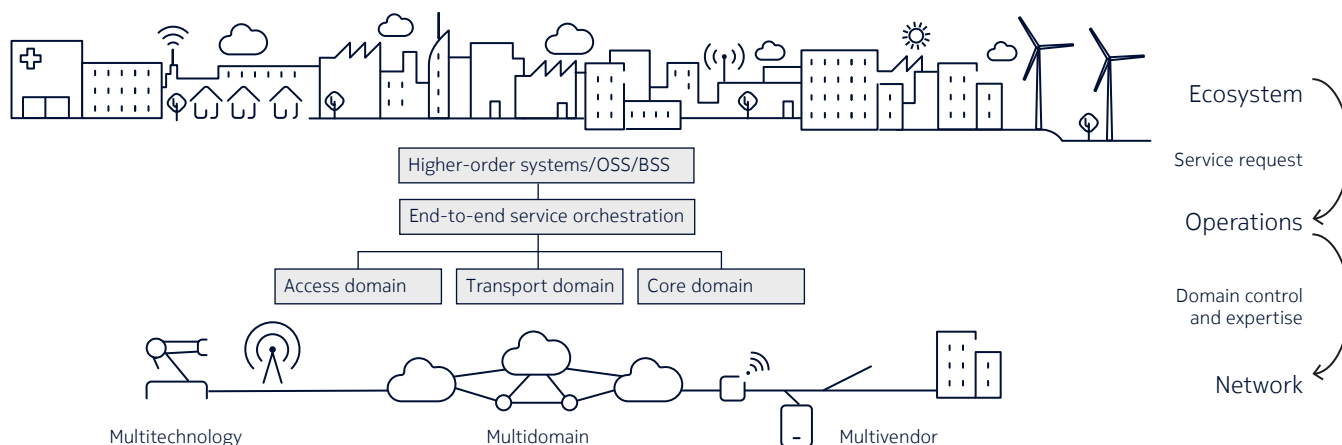 Ecosystem
Service request
Operations
Domain control
and expertise
Network
Higher-order systems/OSS/BSS
End-to-end service orchestration
Access domain
Transport domain
Core domain
Multitechnology
Multidomain
Multivendor